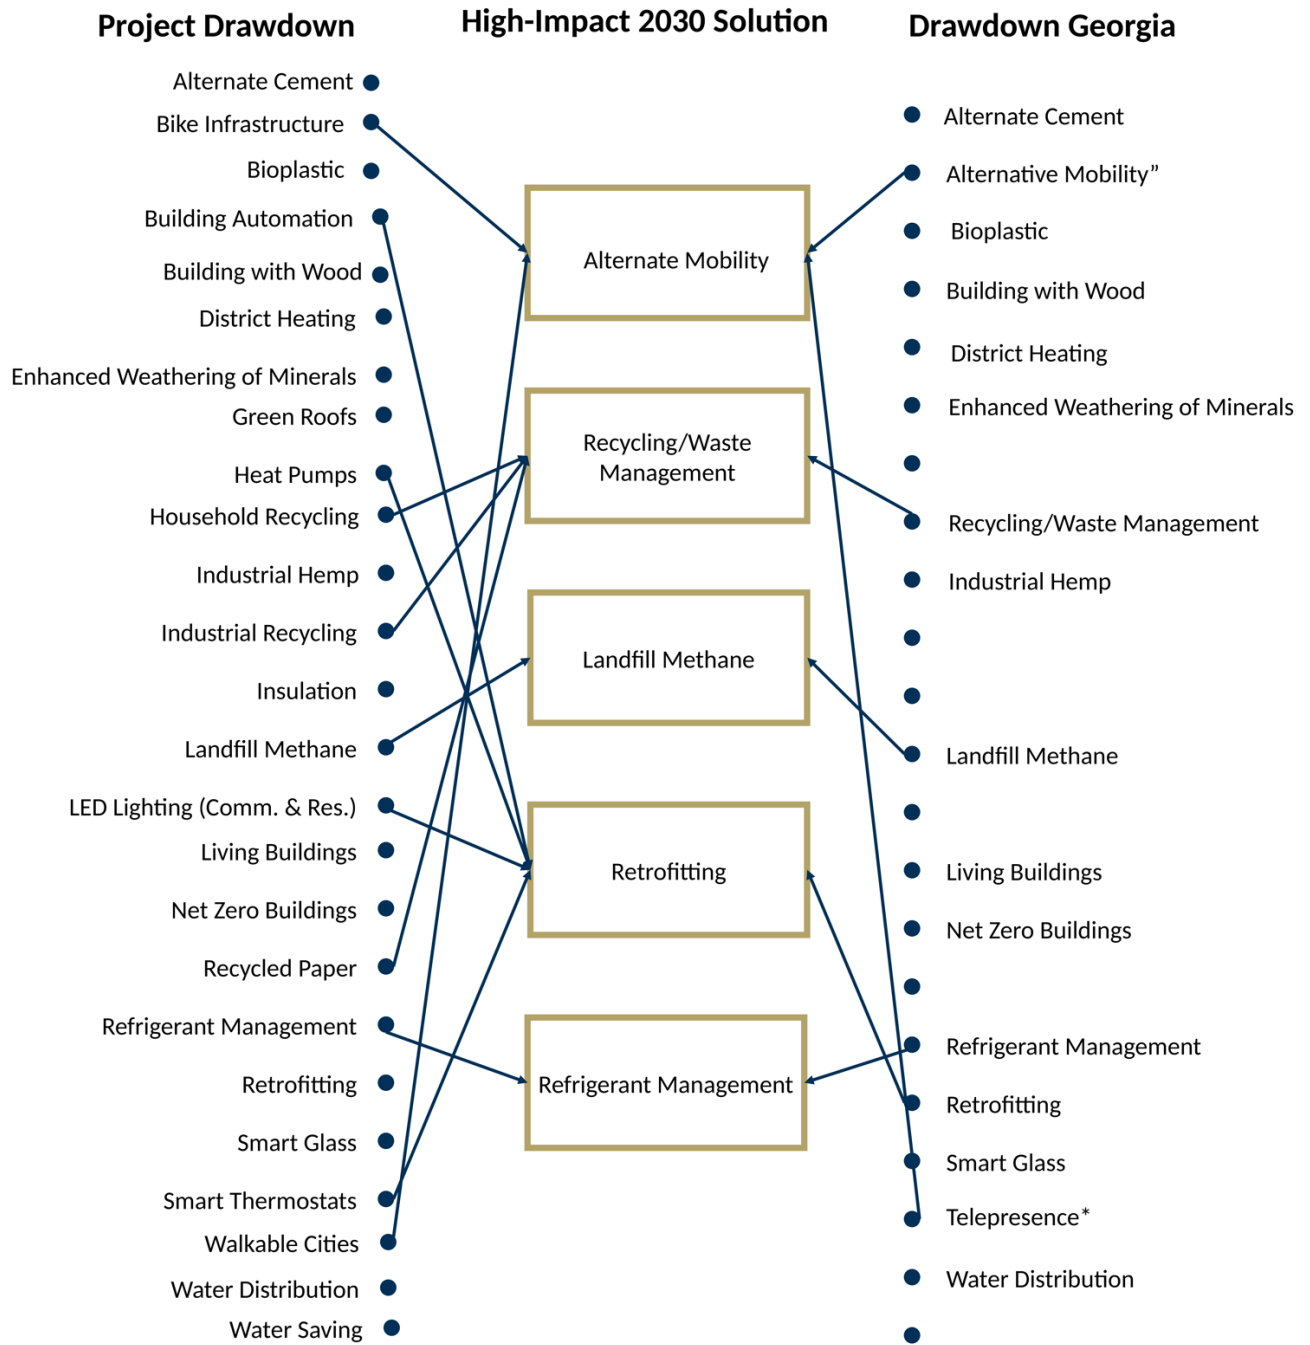 Project Drawdown
High-Impact 2030 Solution
Drawdown Georgia
Alternate Cement
Bike Infrastructure
Bioplastic
Building Automation
Building with Wood
District Heating
Enhanced Weathering of Minerals
Green Roofs
Heat Pumps
Household Recycling
Industrial Hemp
Industrial Recycling
Insulation
Landfill Methane
LED Lighting (Comm. & Res.)
Living Buildings
Net Zero Buildings
Recycled Paper
Refrigerant Management
Retrofitting
Smart Glass
Smart Thermostats
Walkable Cities
Water Distribution
Water Saving
Alternate Mobility
Recycling/Waste
Management
Landfill Methane
Retrofitting
Refrigerant Management
Alternate Cement
Alternative Mobility”
Bioplastic
Building with Wood
District Heating
Enhanced Weathering of Minerals
Recycling/Waste Management
Industrial Hemp
Landfill Methane
Living Buildings
Net Zero Buildings
Refrigerant Management
Retrofitting
Smart Glass
Telepresence*
Water Distribution